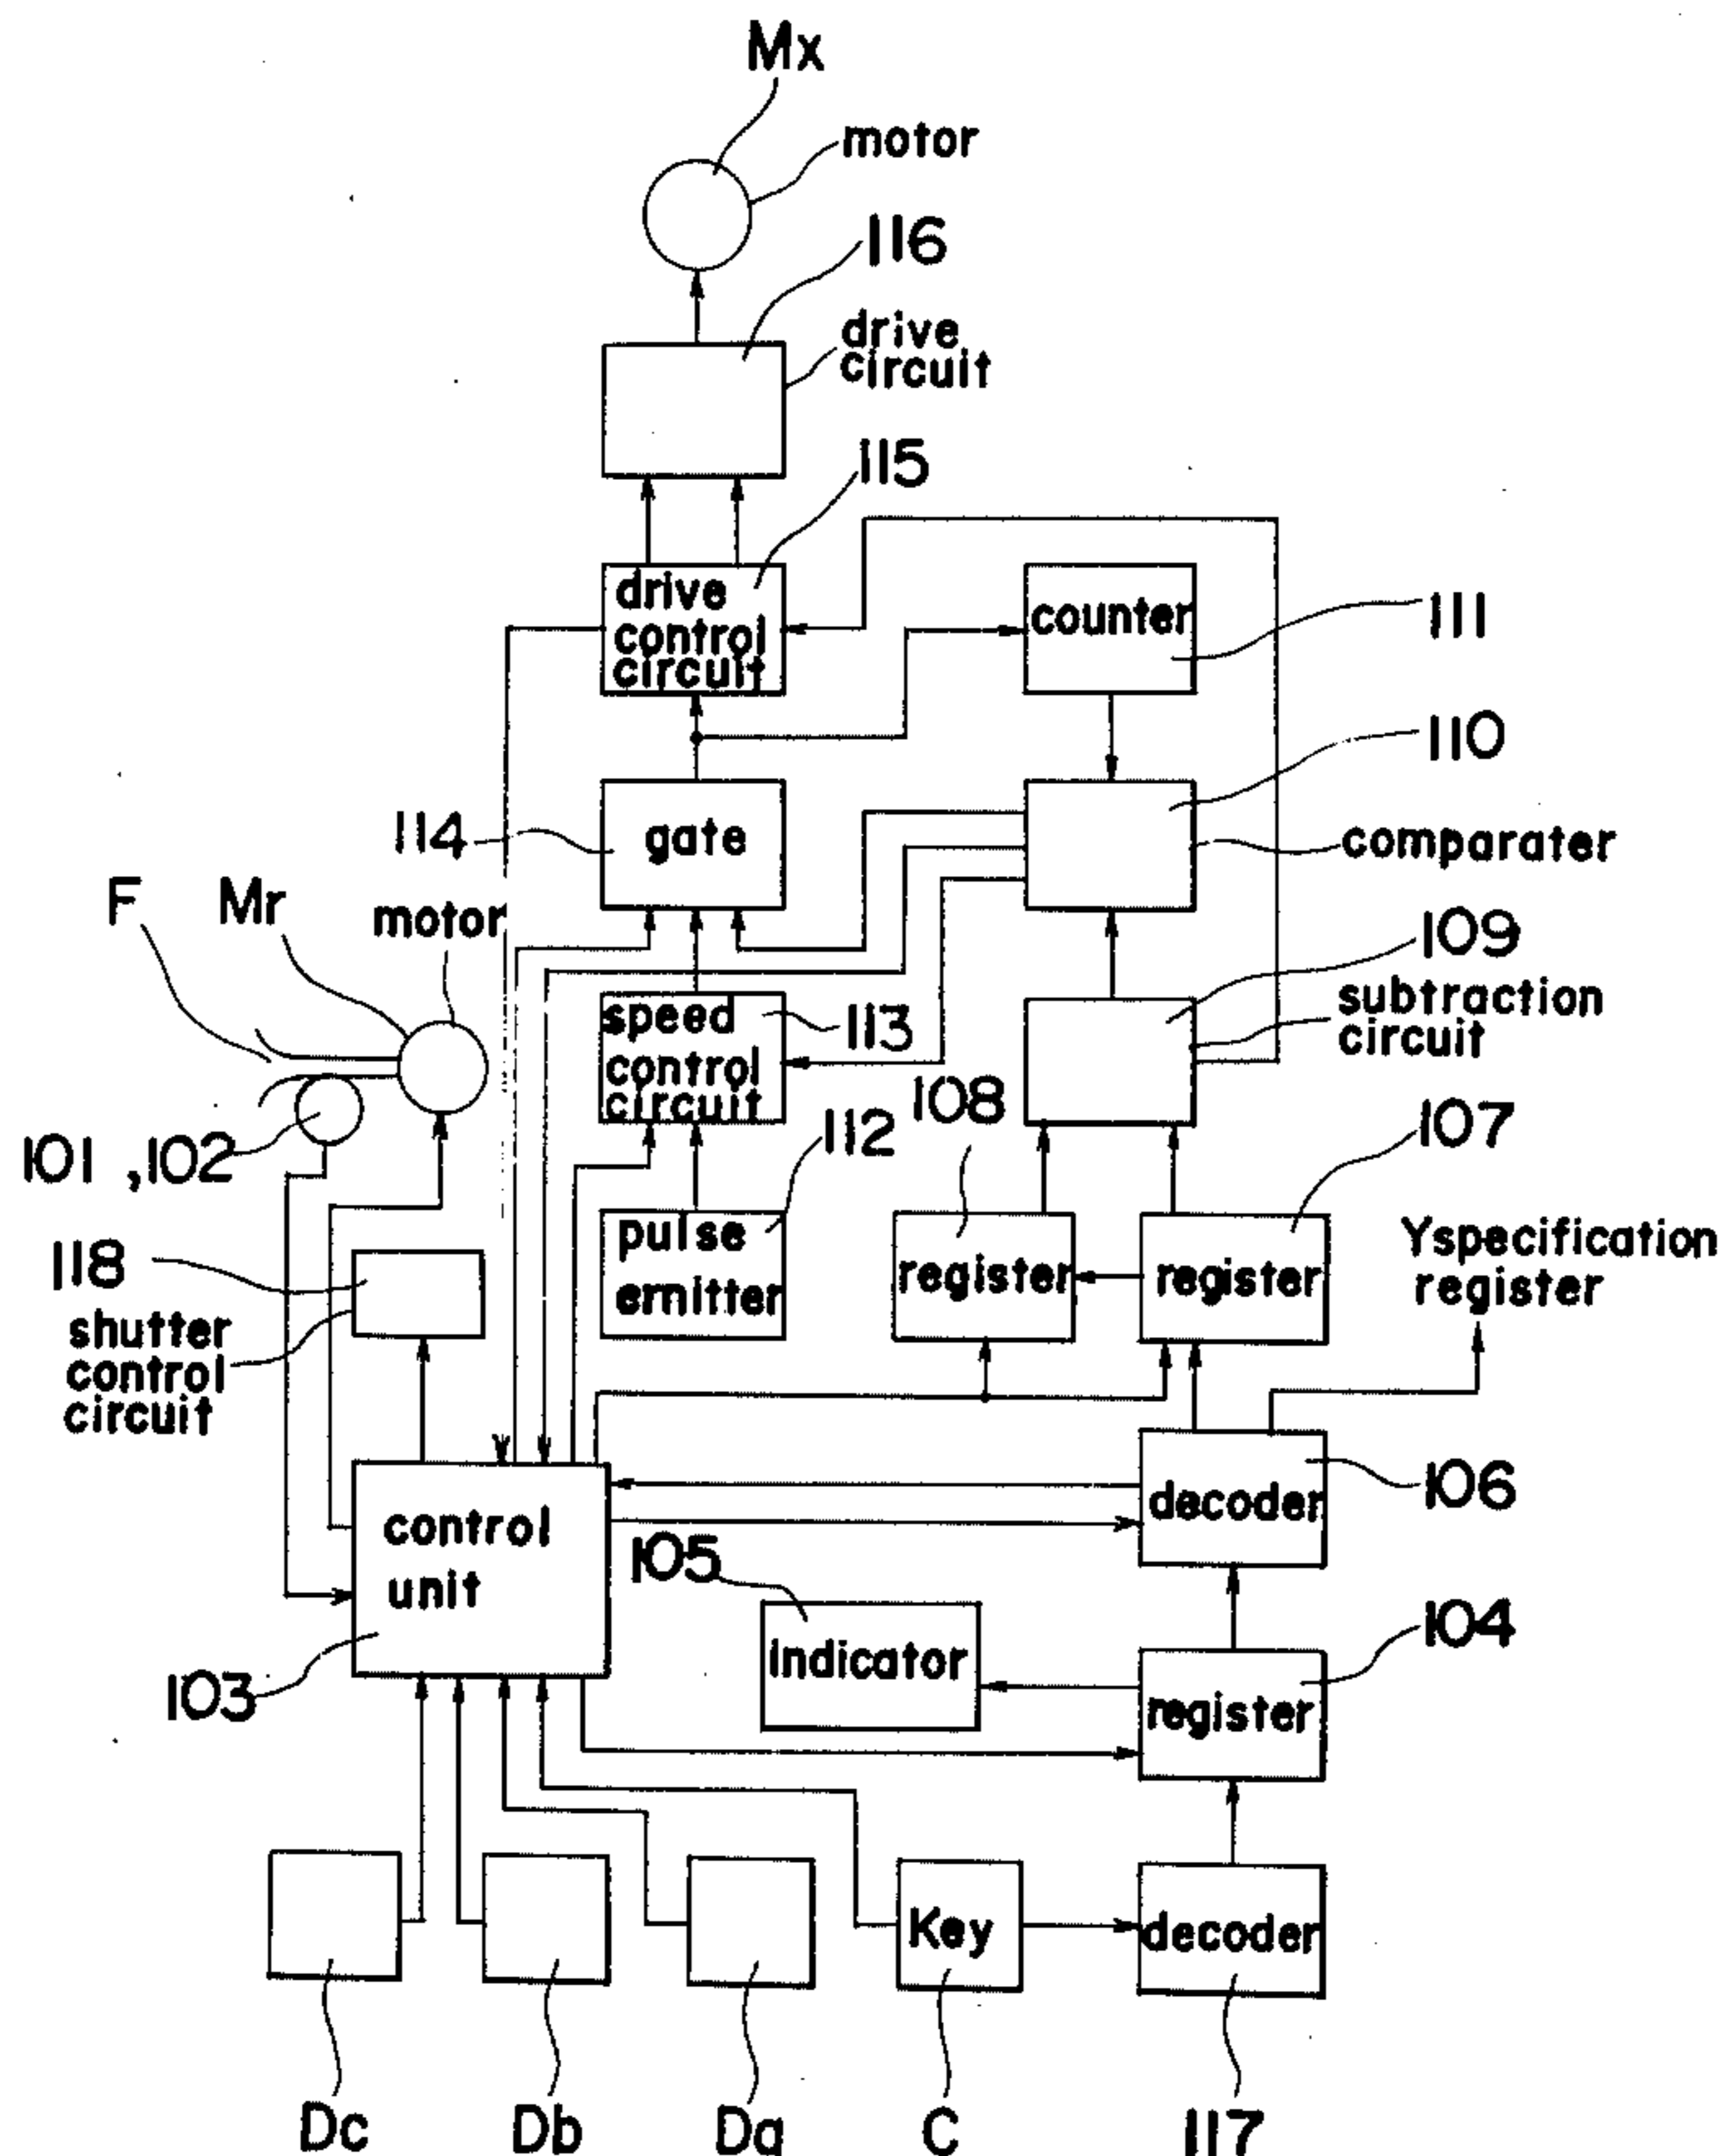 Mx
motor
116
drive
circuit
115
drive
control
circuit
counter
111
110
114
gate
comparater
F
Mr
motor
109
subtraction
circuit
speed
control
circuit
113
108
107
101 ,102
112
pulse
emitter
register
register
Yspecification
register
118
shutter
control
circuit
decoder
106
control
unit
105
indicator
104
register
103
Key
decoder
Dc
Db
Da
C
117